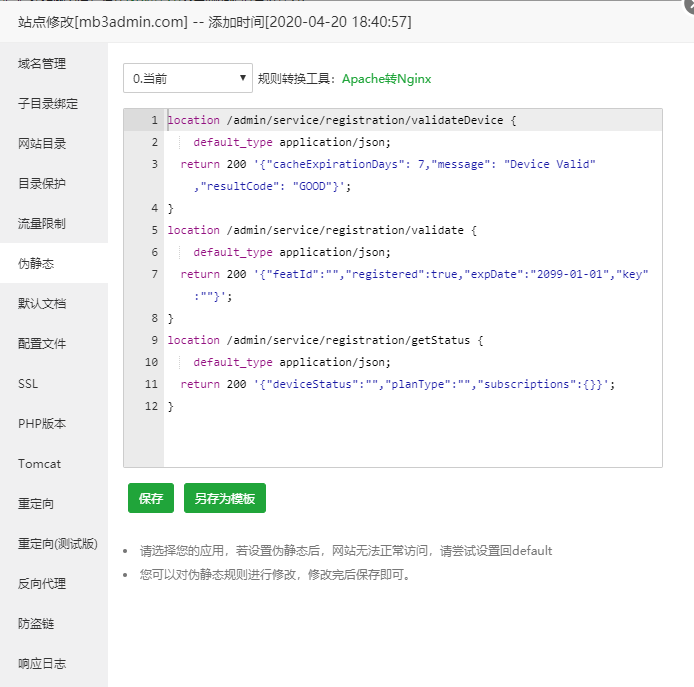 站点修改[mb3admin.com] -- 添加时间[2020-04-20 18:40:57]
域名管理
子目录绑定
网站目录
目录保护
流量限制
伪静态
默认文档
配置文件
SSL
PHP版本
Tomcat
重定向
重定向(测试版)
反向代理
防盗链
响应日志
0.当前 ▼ 规则转换工具：Apache转Nginx
1 location /admin/service/registration/validateDevice {
2 default_type application/json;
3 return 200 '{"cacheExpirationDays": 7,"message": "Device Valid"
,"resultCode": "GOOD"}';
4 }
5 location /admin/service/registration/validate {
6 default_type application/json;
7 return 200 '{"featId":"","registered":true,"expDate":"2099-01-01","key"
:""}';
8 }
9 location /admin/service/registration/getStatus {
10 default_type application/json;
11 return 200 '{"deviceStatus":"","planType":"","subscriptions":{}}';
12 }
保存 另存为模板
• 请选择您的应用，若设置伪静态后，网站无法正常访问，请尝试设置回default
• 您可以对伪静态规则进行修改，修改完后保存即可。